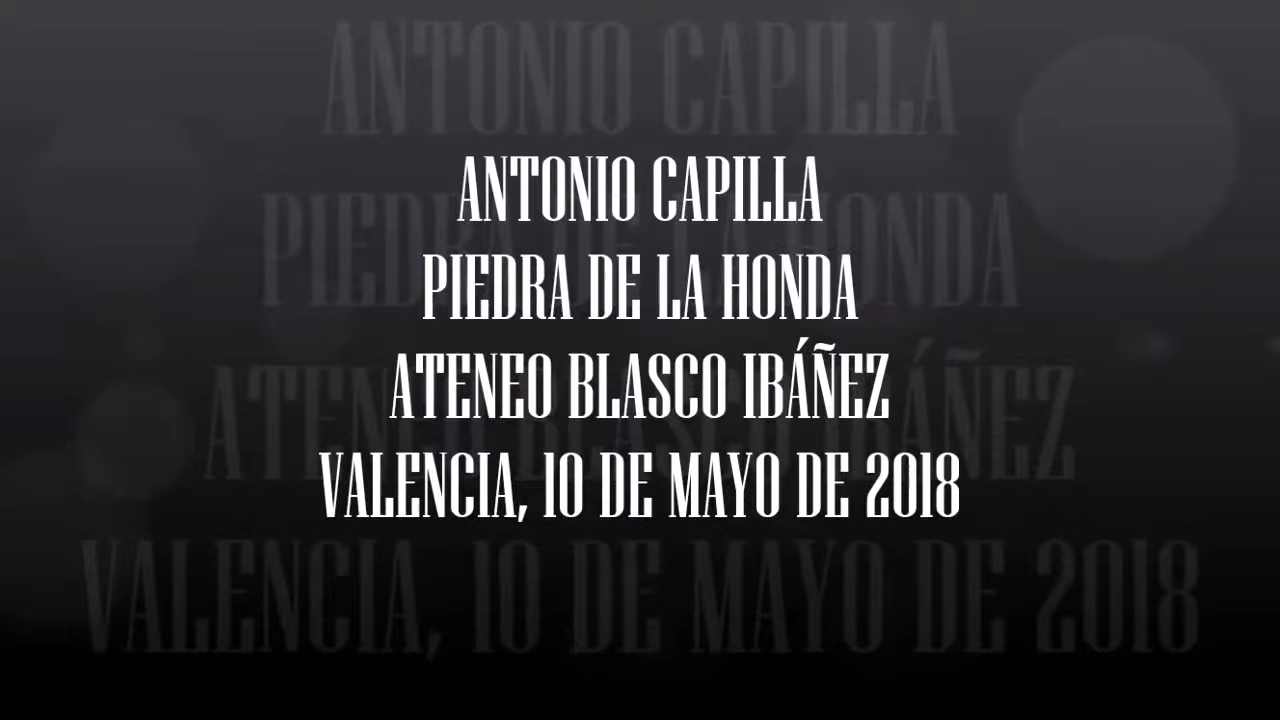 ANTONIO CAPILLA
PIEDRA DE LA HONDA
ATENEO BLASCO IBÁÑEZ
VALENCIA, 10 DE MAYO DE 2018